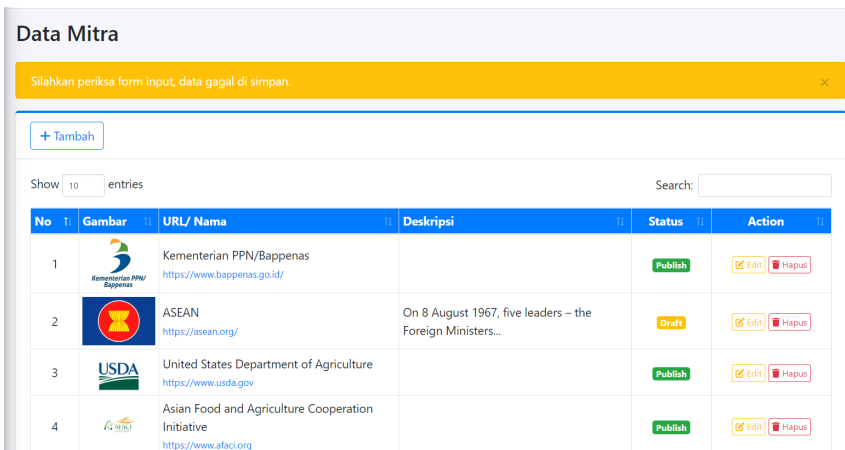 Data Mitra
Silahkan periksa form input, data gagal di simpan.
×
+ Tambah
Show 10 entries
Search:
No Gambar URL/ Nama Deskripsi Status Action
1
Kementerian PPN/
Bappenas
Kementerian PPN/Bappenas
https://www.bappenas.go.id/
Publish
Edit Hapus
2
ASEAN
https://asean.org/
On 8 August 1967, five leaders – the
Foreign Ministers...
Draft
Edit Hapus
3
USDA
United States Department of Agriculture
https://www.usda.gov
Publish
Edit Hapus
4
AFACI
Asian Food and Agriculture Cooperation
Initiative
https://www.afaci.org
Publish
Edit Hapus